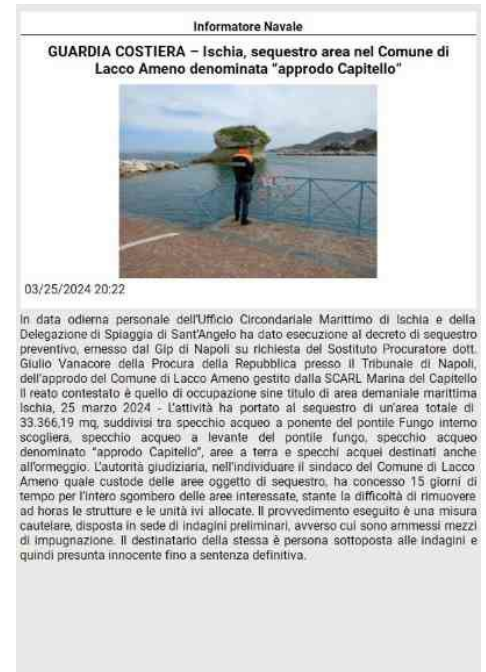 Informatore Navale
GUARDIA COSTIERA – Ischia, sequestro area nel Comune di
Lacco Ameno denominata “approdo Capitello”
03/25/2024 20:22
In data odierna personale dell'Ufficio Circondariale Marittimo di Ischia e della
Delegazione di Spiaggia di Sant'Angelo ha dato esecuzione al decreto di sequestro
preventivo, emesso dal Gip di Napoli su richiesta del Sostituto Procuratore dott.
Giulio Vanacore della Procura della Repubblica presso il Tribunale di Napoli,
dell'approdo del Comune di Lacco Ameno gestito dalla SCARL Marina del Capitello
Il reato contestato è quello di occupazione sine titulo di area demaniale marittima
Ischia, 25 marzo 2024 - L'attività ha portato al sequestro di un'area totale di
33.366,19 mq, suddivisi tra specchio acqueo a ponente del pontile Fungo interno
scogliera, specchio acqueo a levante del pontile fungo, specchio acqueo
denominato “approdo Capitello”, aree a terra e specchi acquei destinati anche
all'ormeggio. L'autorità giudiziaria, nell'individuare il sindaco del Comune di Lacco
Ameno quale custode delle aree oggetto di sequestro, ha concesso 15 giorni di
tempo per l'intero sgombero delle aree interessate, stante la difficoltà di rimuovere
ad horas le strutture e le unità ivi allocate. Il provvedimento eseguito è una misura
cautelare, disposta in sede di indagini preliminari, avverso cui sono ammessi mezzi
di impugnazione. Il destinatario della stessa è persona sottoposta alle indagini e
quindi presunta innocente fino a sentenza definitiva.